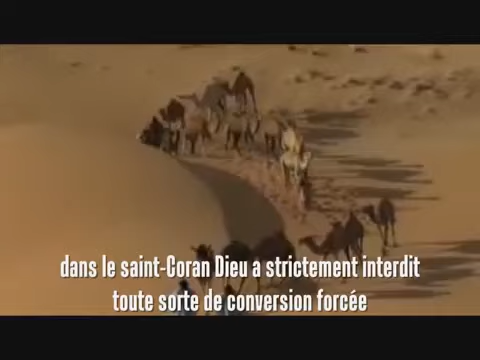 dans le saint-Coran Dieu a strictement interdit
toute sorte de conversion forcée